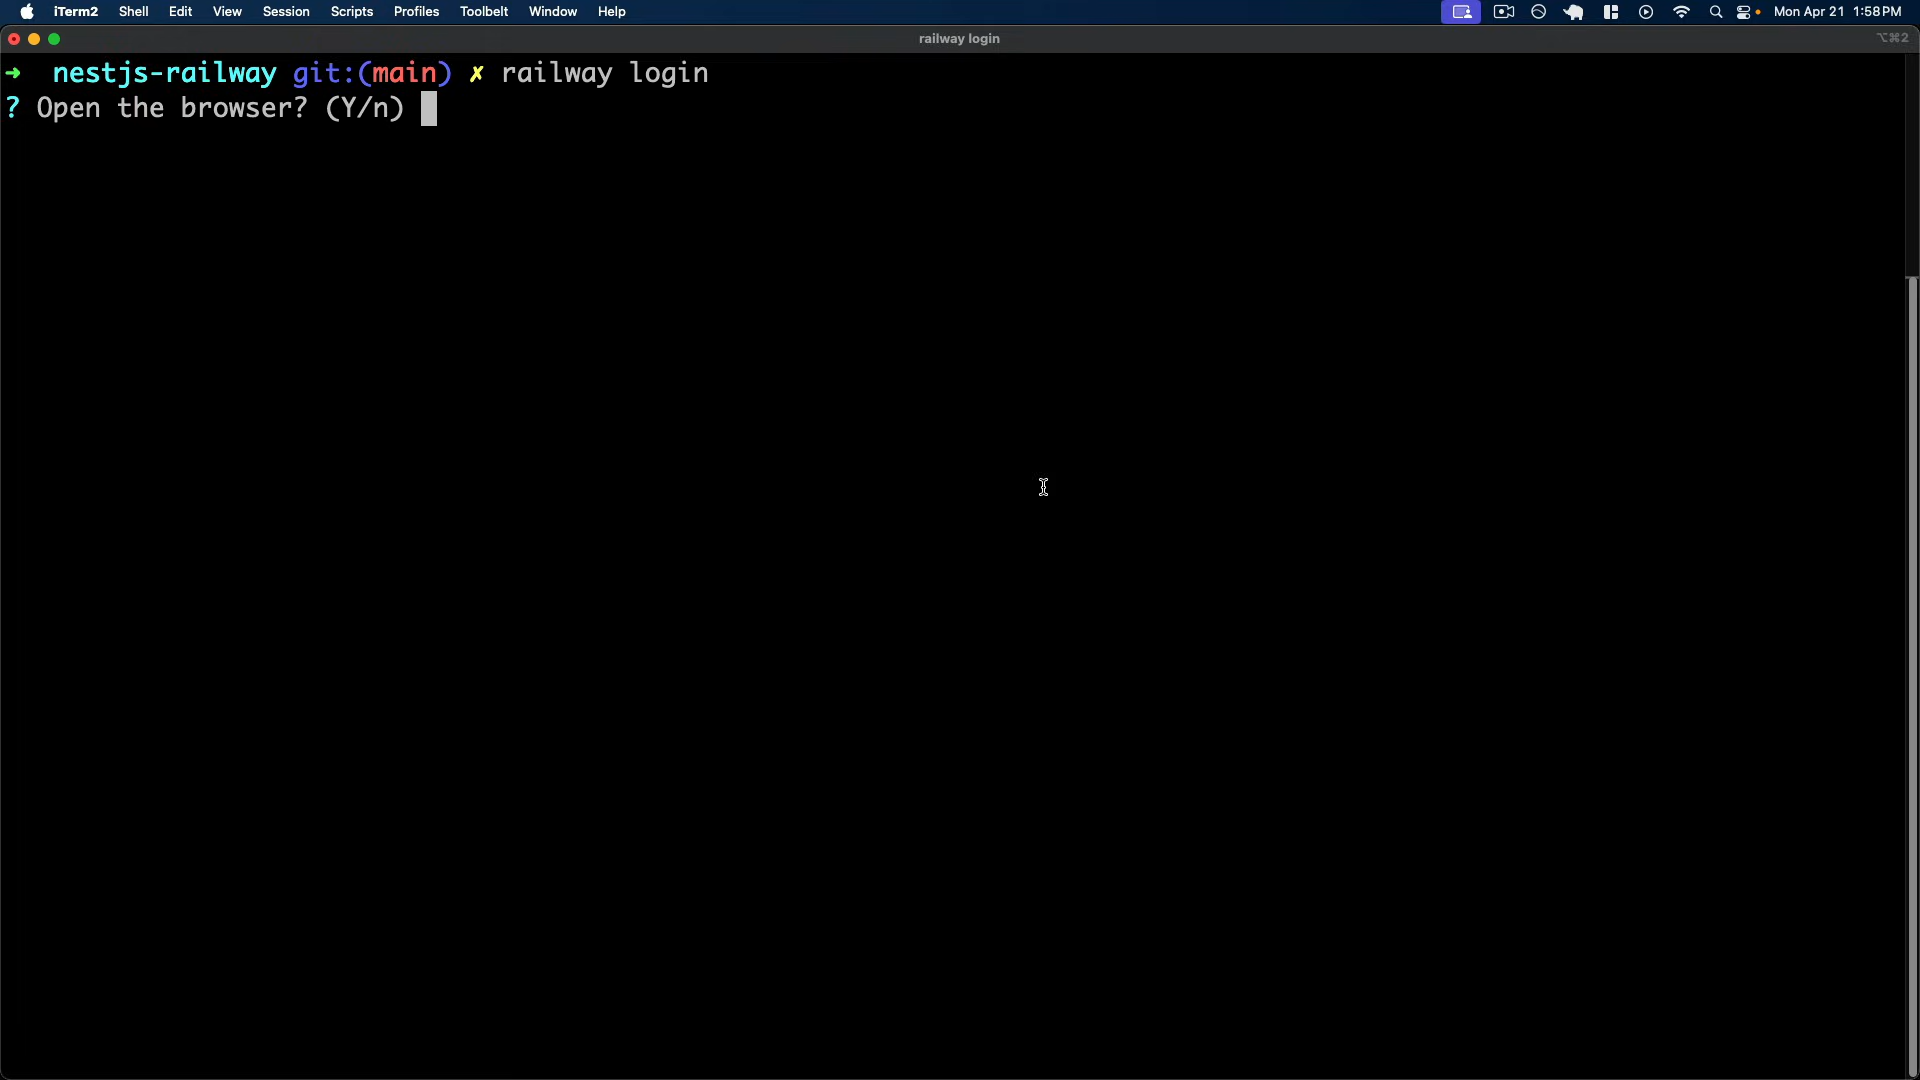 iTerm2 Shell Edit View Session Scripts Profiles Toolbelt Window Help Mon Apr 21 1:58 PM
railway login ⌥⌘2
➜ nestjs-railway git:(main) ✗ railway login
? Open the browser? (Y/n)